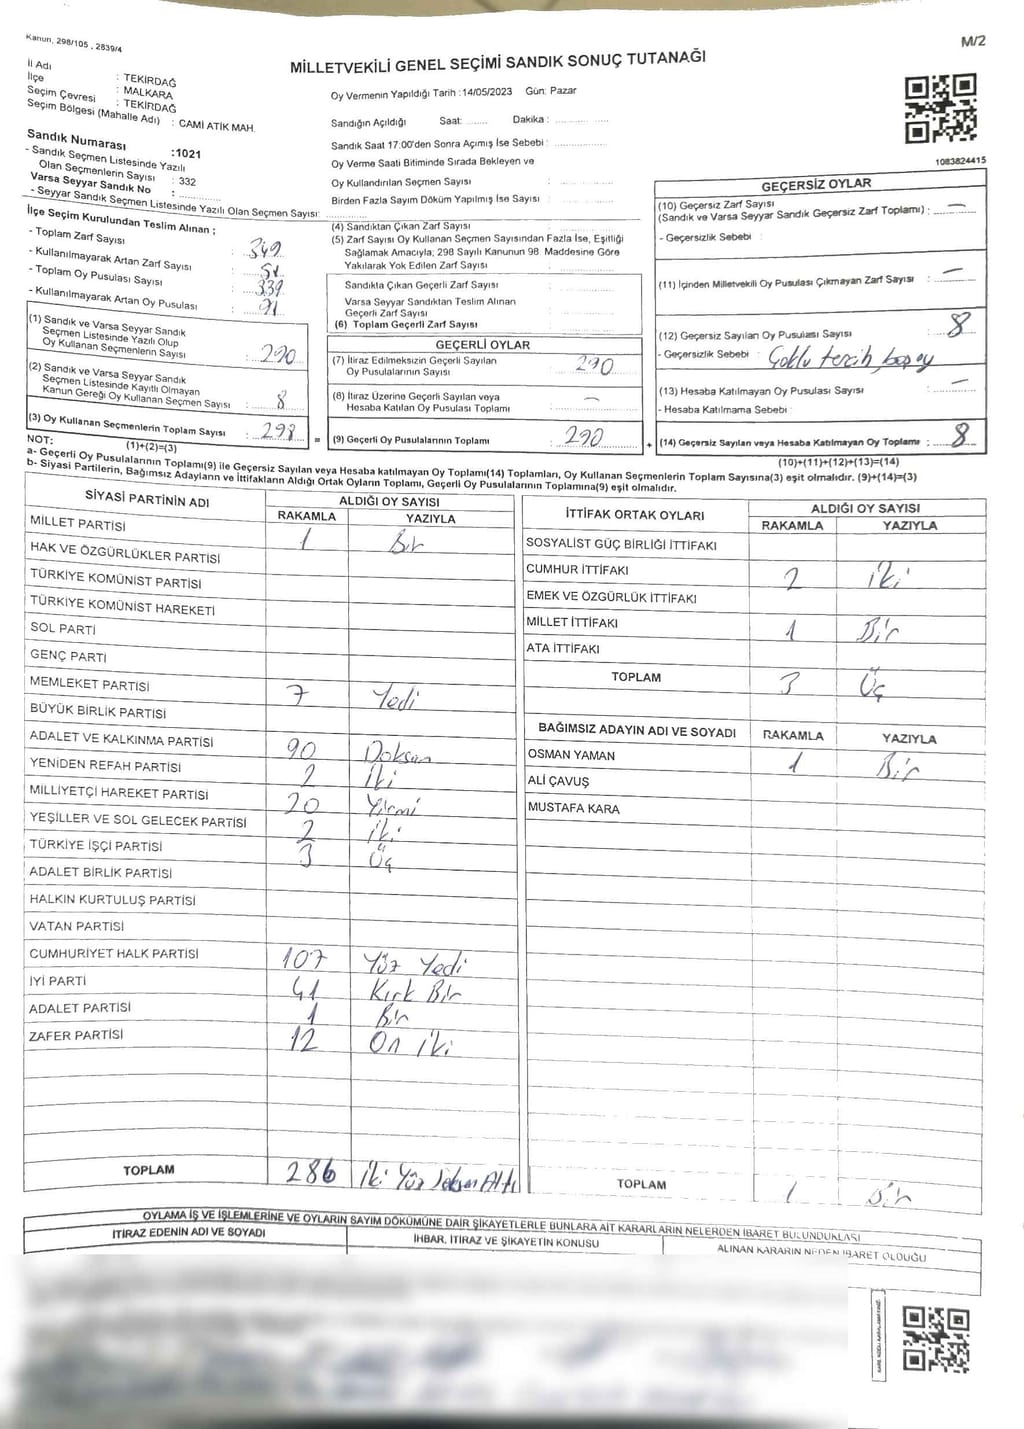 Kanun, 298/105 , 2839/4
M/2
MİLLETVEKİLİ GENEL SEÇİMİ SANDIK SONUÇ TUTANAĞI
İl Adı : TEKİRDAĞ
İlçe : MALKARA
Seçim Çevresi : TEKİRDAĞ
Seçim Bölgesi (Mahalle Adı) : CAMİ ATİK MAH.
Sandık Numarası :1021
- Sandık Seçmen Listesinde Yazılı
Olan Seçmenlerin Sayısı : 332
Varsa Seyyar Sandık No :
- Seyyar Sandık Seçmen Listesinde Yazılı Olan Seçmen Sayısı:
Oy Vermenin Yapıldığı Tarih :14/05/2023 Gün: Pazar
Sandığın Açıldığı Saat: Dakika :
Sandık Saat 17:00'den Sonra Açımış İse Sebebi :
Oy Verme Saati Bitiminde Sırada Bekleyen ve
Oy Kullandırılan Seçmen Sayısı :
Birden Fazla Sayım Döküm Yapılmış İse Sayısı :
1083824415
İlçe Seçim Kurulundan Teslim Alınan ;
- Toplam Zarf Sayısı : 349
- Kullanılmayarak Artan Zarf Sayısı : 51
- Toplam Oy Pusulası Sayısı : 339
- Kullanılmayarak Artan Oy Pusulası :
(1) Sandık ve Varsa Seyyar Sandık
Seçmen Listesinde Yazılı Olup
Oy Kullanan Seçmenlerin Sayısı : 290
(2) Sandık ve Varsa Seyyar Sandık
Seçmen Listesinde Kayıtlı Olmayan
Kanun Gereği Oy Kullanan Seçmen Sayısı : 8
(3) Oy Kullanan Seçmenlerin Toplam Sayısı : 298
(1)+(2)=(3)
(4) Sandıktan Çıkan Zarf Sayısı :
(5) Zarf Sayısı Oy Kullanan Seçmen Sayısından Fazla İse, Eşitliği
Sağlamak Amacıyla; 298 Sayılı Kanunun 98. Maddesine Göre
Yakılarak Yok Edilen Zarf Sayısı :
Sandıkta Çıkan Geçerli Zarf Sayısı :
Varsa Seyyar Sandıktan Teslim Alınan
Geçerli Zarf Sayısı :
(6) Toplam Geçerli Zarf Sayısı :
GEÇERLİ OYLAR
(7) İtiraz Edilmeksizin Geçerli Sayılan
Oy Pusulalarının Sayısı : 290
(8) İtiraz Üzerine Geçerli Sayılan veya
Hesaba Katılan Oy Pusulası Toplamı : —
= (9) Geçerli Oy Pusulalarının Toplamı : 290
GEÇERSİZ OYLAR
(10) Geçersiz Zarf Sayısı
(Sandık ve Varsa Seyyar Sandık Geçersiz Zarf Toplamı) : —
- Geçersizlik Sebebi :
(11) İçinden Milletvekili Oy Pusulası Çıkmayan Zarf Sayısı : —
(12) Geçersiz Sayılan Oy Pusulası Sayısı : 8
- Geçersizlik Sebebi : Çoklu tercih, boş oy
(13) Hesaba Katılmayan Oy Pusulası Sayısı : —
- Hesaba Katılmama Sebebi :
+ (14) Geçersiz Sayılan veya Hesaba Katılmayan Oy Toplamı : 8
(10)+(11)+(12)+(13)=(14)
NOT:
a- Geçerli Oy Pusulalarının Toplamı(9) ile Geçersiz Sayılan veya Hesaba katılmayan Oy Toplamı(14) Toplamları, Oy Kullanan Seçmenlerin Toplam Sayısına(3) eşit olmalıdır. (9)+(14)=(3)
b- Siyasi Partilerin, Bağımsız Adayların ve İttifakların Aldığı Ortak Oyların Toplamı, Geçerli Oy Pusulalarının Toplamına(9) eşit olmalıdır.
SİYASİ PARTİNİN ADI ALDIĞI OY SAYISI
RAKAMLA YAZIYLA
MİLLET PARTİSİ 1 Bir
HAK VE ÖZGÜRLÜKLER PARTİSİ
TÜRKİYE KOMÜNİST PARTİSİ
TÜRKİYE KOMÜNİST HAREKETİ
SOL PARTİ
GENÇ PARTİ
MEMLEKET PARTİSİ 7 Yedi
BÜYÜK BİRLİK PARTİSİ
ADALET VE KALKINMA PARTİSİ 90 Doksan
YENİDEN REFAH PARTİSİ 2 İki
MİLLİYETÇİ HAREKET PARTİSİ 20 Yirmi
YEŞİLLER VE SOL GELECEK PARTİSİ 2 İki
TÜRKİYE İŞÇİ PARTİSİ 3 Üç
ADALET BİRLİK PARTİSİ
HALKIN KURTULUŞ PARTİSİ
VATAN PARTİSİ
CUMHURİYET HALK PARTİSİ 107 Yüz Yedi
İYİ PARTİ 41 Kırk Bir
ADALET PARTİSİ 1 Bir
ZAFER PARTİSİ 12 On iki
TOPLAM 286 İki Yüz Seksen Altı
İTTİFAK ORTAK OYLARI ALDIĞI OY SAYISI
RAKAMLA YAZIYLA
SOSYALİST GÜÇ BİRLİĞİ İTTİFAKI
CUMHUR İTTİFAKI 2 iki
EMEK VE ÖZGÜRLÜK İTTİFAKI
MİLLET İTTİFAKI 1 Bir
ATA İTTİFAKI
TOPLAM 3 Üç
BAĞIMSIZ ADAYIN ADI VE SOYADI RAKAMLA YAZIYLA
OSMAN YAMAN 1 Bir
ALİ ÇAVUŞ
MUSTAFA KARA
TOPLAM 1 Bir
OYLAMA İŞ VE İŞLEMLERİNE VE OYLARIN SAYIM DÖKÜMÜNE DAİR ŞİKAYETLERLE BUNLARA AİT KARARLARIN NELERDEN İBARET BULUNDUKLASI
İTİRAZ EDENİN ADI VE SOYADI İHBAR, İTİRAZ VE ŞİKAYETİN KONUSU ALINAN KARARIN NEDEN İBARET OLDUĞU